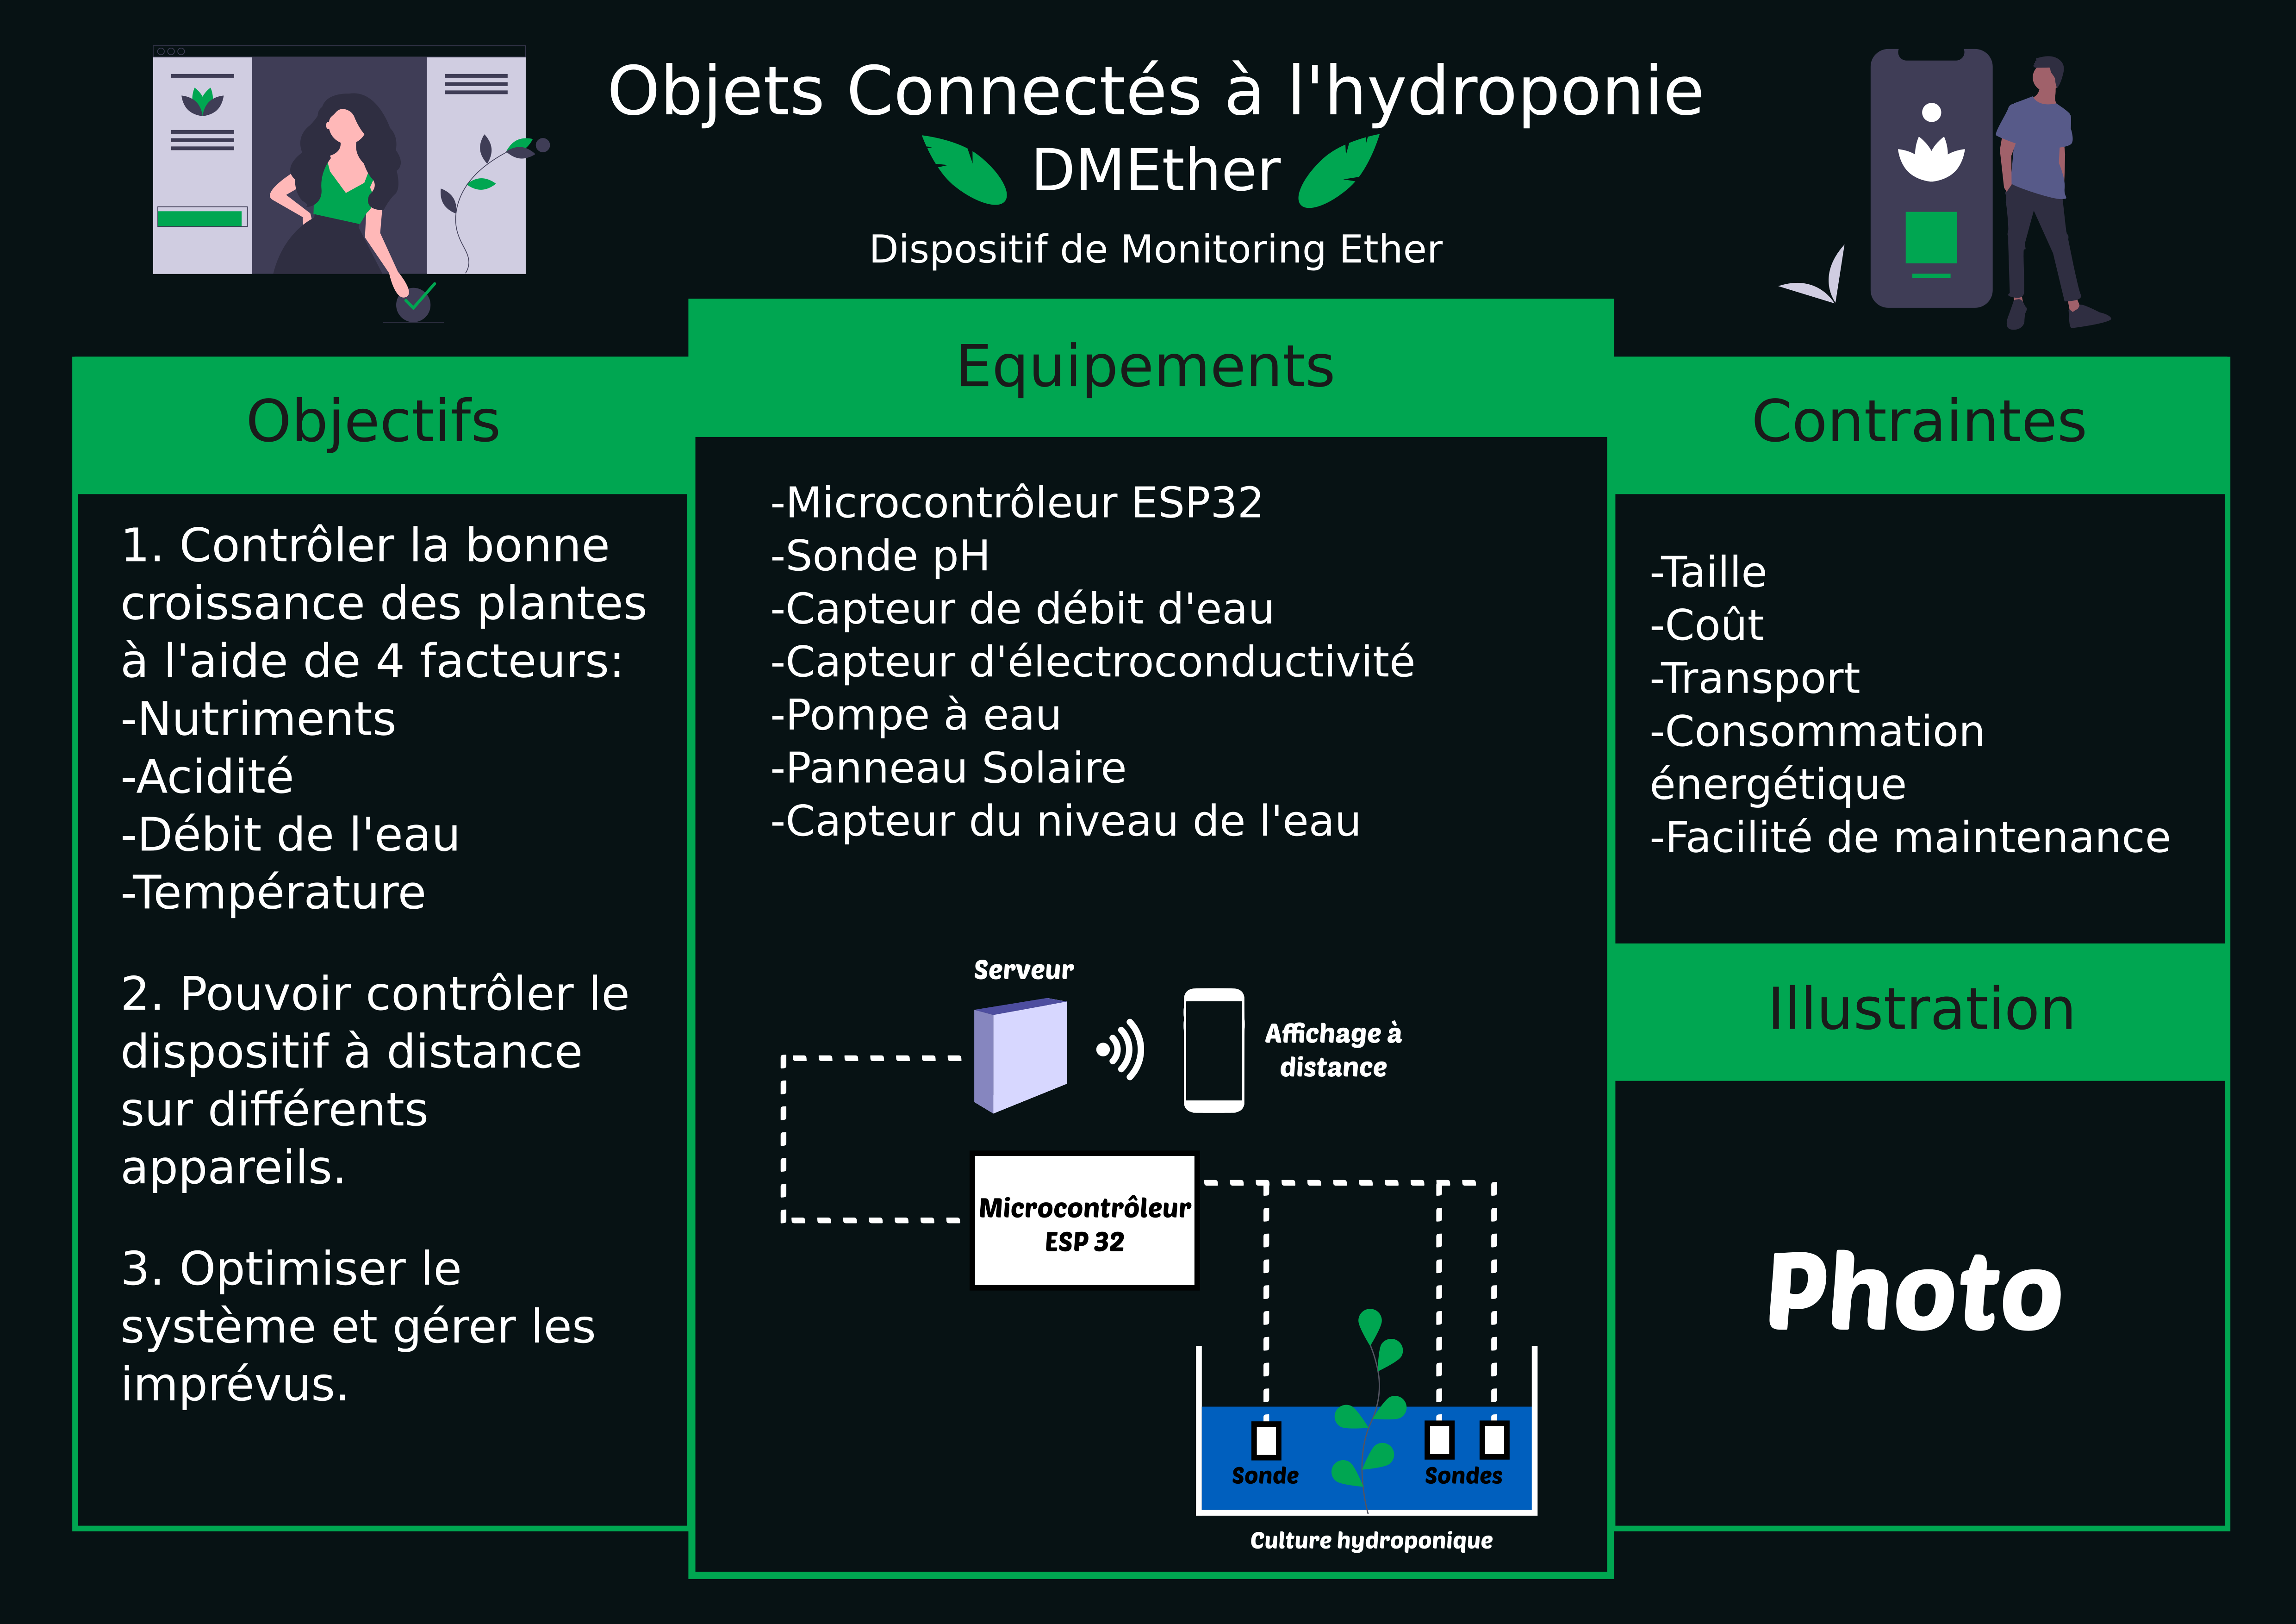 Objets Connectés à l'hydroponie
DMEther
Dispositif de Monitoring Ether
Objectifs
1. Contrôler la bonne
croissance des plantes
à l'aide de 4 facteurs:
-Nutriments
-Acidité
-Débit de l'eau
-Température
2. Pouvoir contrôler le
dispositif à distance
sur différents
appareils.
3. Optimiser le
système et gérer les
imprévus.
Equipements
-Microcontrôleur ESP32
-Sonde pH
-Capteur de débit d'eau
-Capteur d'électroconductivité
-Pompe à eau
-Panneau Solaire
-Capteur du niveau de l'eau
Serveur
Affichage à
distance
Microcontrôleur
ESP 32
Sonde
Sondes
Culture hydroponique
Contraintes
-Taille
-Coût
-Transport
-Consommation
énergétique
-Facilité de maintenance
Illustration
Photo